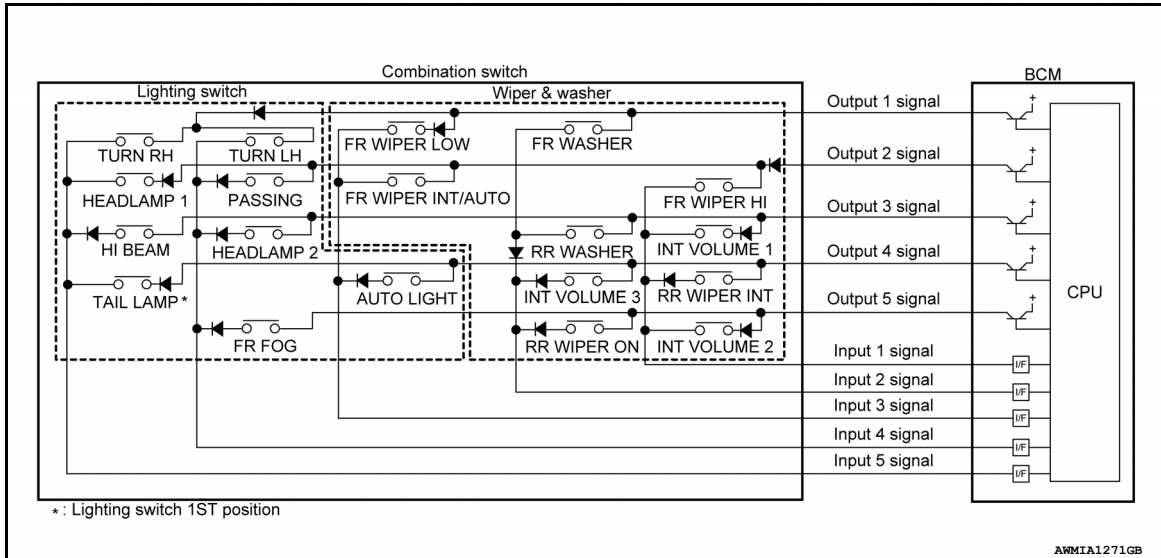 Combination switch
BCM
Lighting switch
Wiper & washer
Output 1 signal
+
TURN RH
TURN LH
FR WIPER LOW
FR WASHER
Output 2 signal
+
HEADLAMP 1
PASSING
FR WIPER INT/AUTO
FR WIPER HI
Output 3 signal
+
HI BEAM
HEADLAMP 2
RR WASHER
INT VOLUME 1
Output 4 signal
+
TAIL LAMP*
AUTO LIGHT
INT VOLUME 3
RR WIPER INT
CPU
Output 5 signal
+
FR FOG
RR WIPER ON
INT VOLUME 2
Input 1 signal
I/F
Input 2 signal
I/F
Input 3 signal
I/F
Input 4 signal
I/F
Input 5 signal
I/F
* : Lighting switch 1ST position
AWMIA1271GB